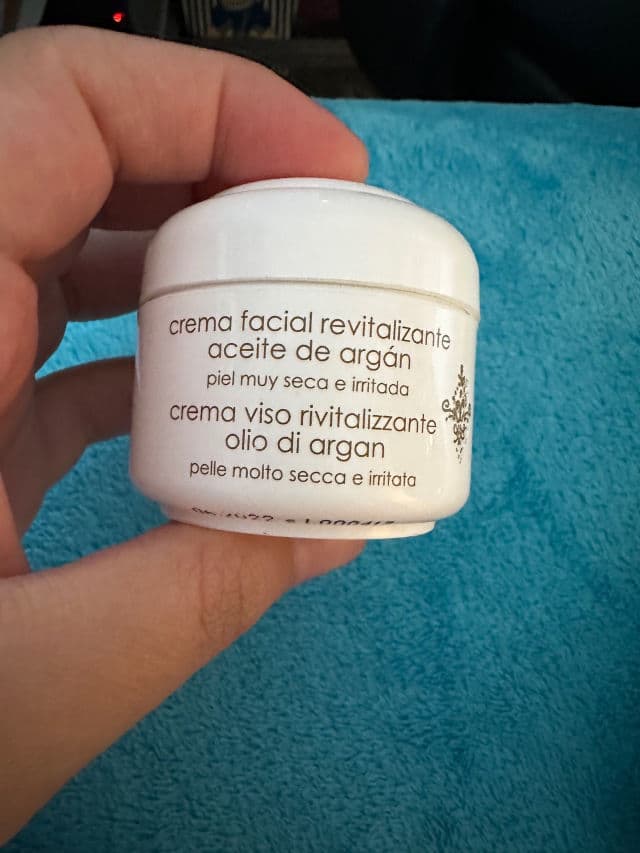 crema facial revitalizante
aceite de argán
piel muy seca e irritada
crema viso rivitalizzante
olio di argan
pelle molto secca e irritata